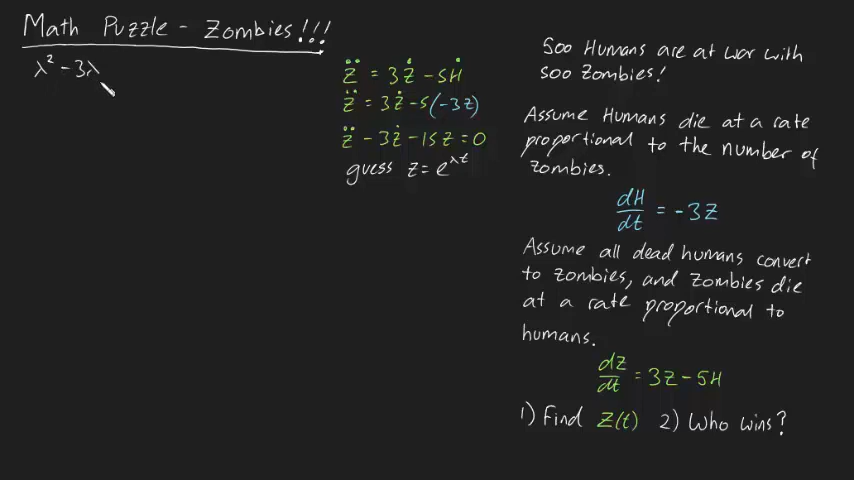 Math Puzzle - Zombies!!!
λ² - 3λ
z̈ = 3ż - 5Ḣ
z̈ = 3ż - 5(-3z)
z̈ - 3ż - 15z = 0
guess z = e^λt
500 Humans are at war with
500 Zombies!
Assume Humans die at a rate
proportional to the number of
zombies.
dH/dt = -3Z
Assume all dead humans convert
to zombies, and zombies die
at a rate proportional to
humans.
dz/dt = 3Z - 5H
1) Find Z(t) 2) Who wins?